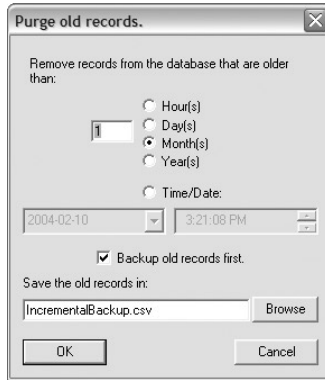 Purge old records.
Remove records from the database that are older
than:
Hour(s)
1 Day(s)
Month(s)
Year(s)
Time/Date:
2004-02-10 3:21:08 PM
Backup old records first.
Save the old records in:
IncrementalBackup.csv Browse
OK Cancel